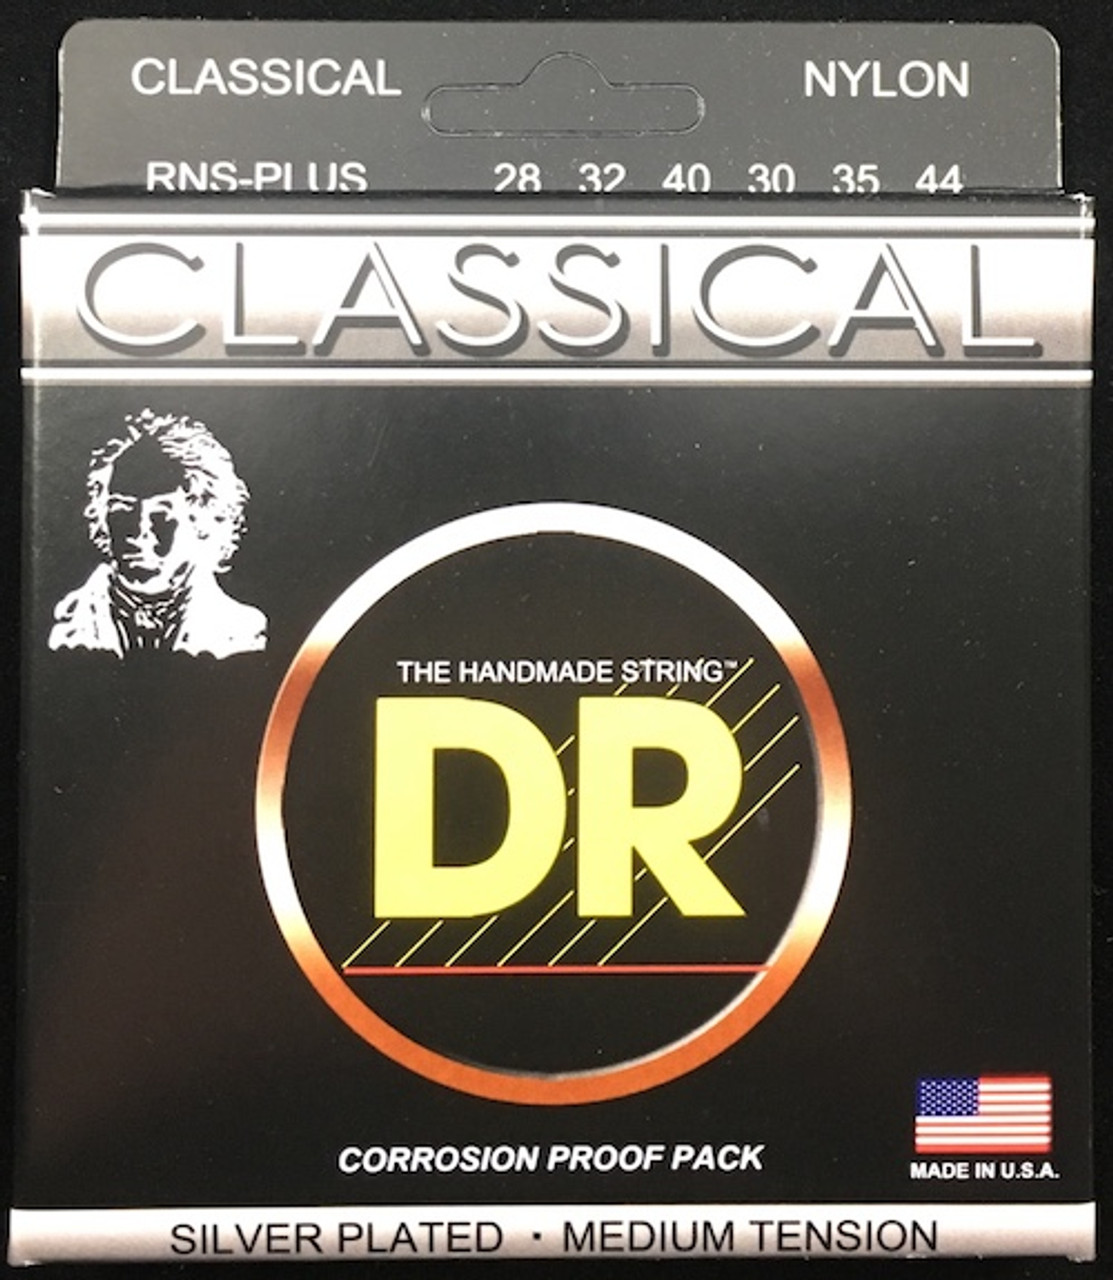 CLASSICAL NYLON
RNS-PLUS 28 32 40 30 35 44
CLASSICAL
THE HANDMADE STRING™
DR
CORROSION PROOF PACK
MADE IN U.S.A.
SILVER PLATED · MEDIUM TENSION